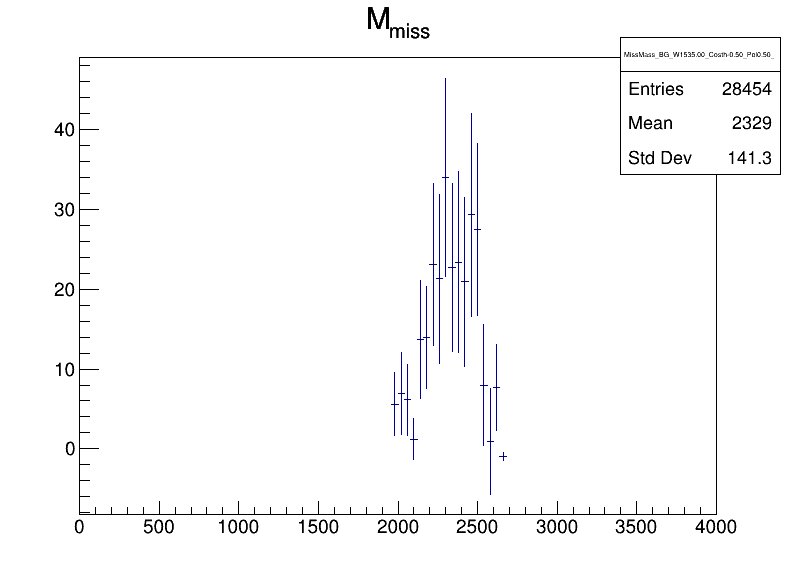 M_miss
MissMass_BG_W1535.00_Costh-0.50_Pol0.50_
Entries 28454
Mean 2329
Std Dev 141.3
40
30
20
10
0
0 500 1000 1500 2000 2500 3000 3500 4000